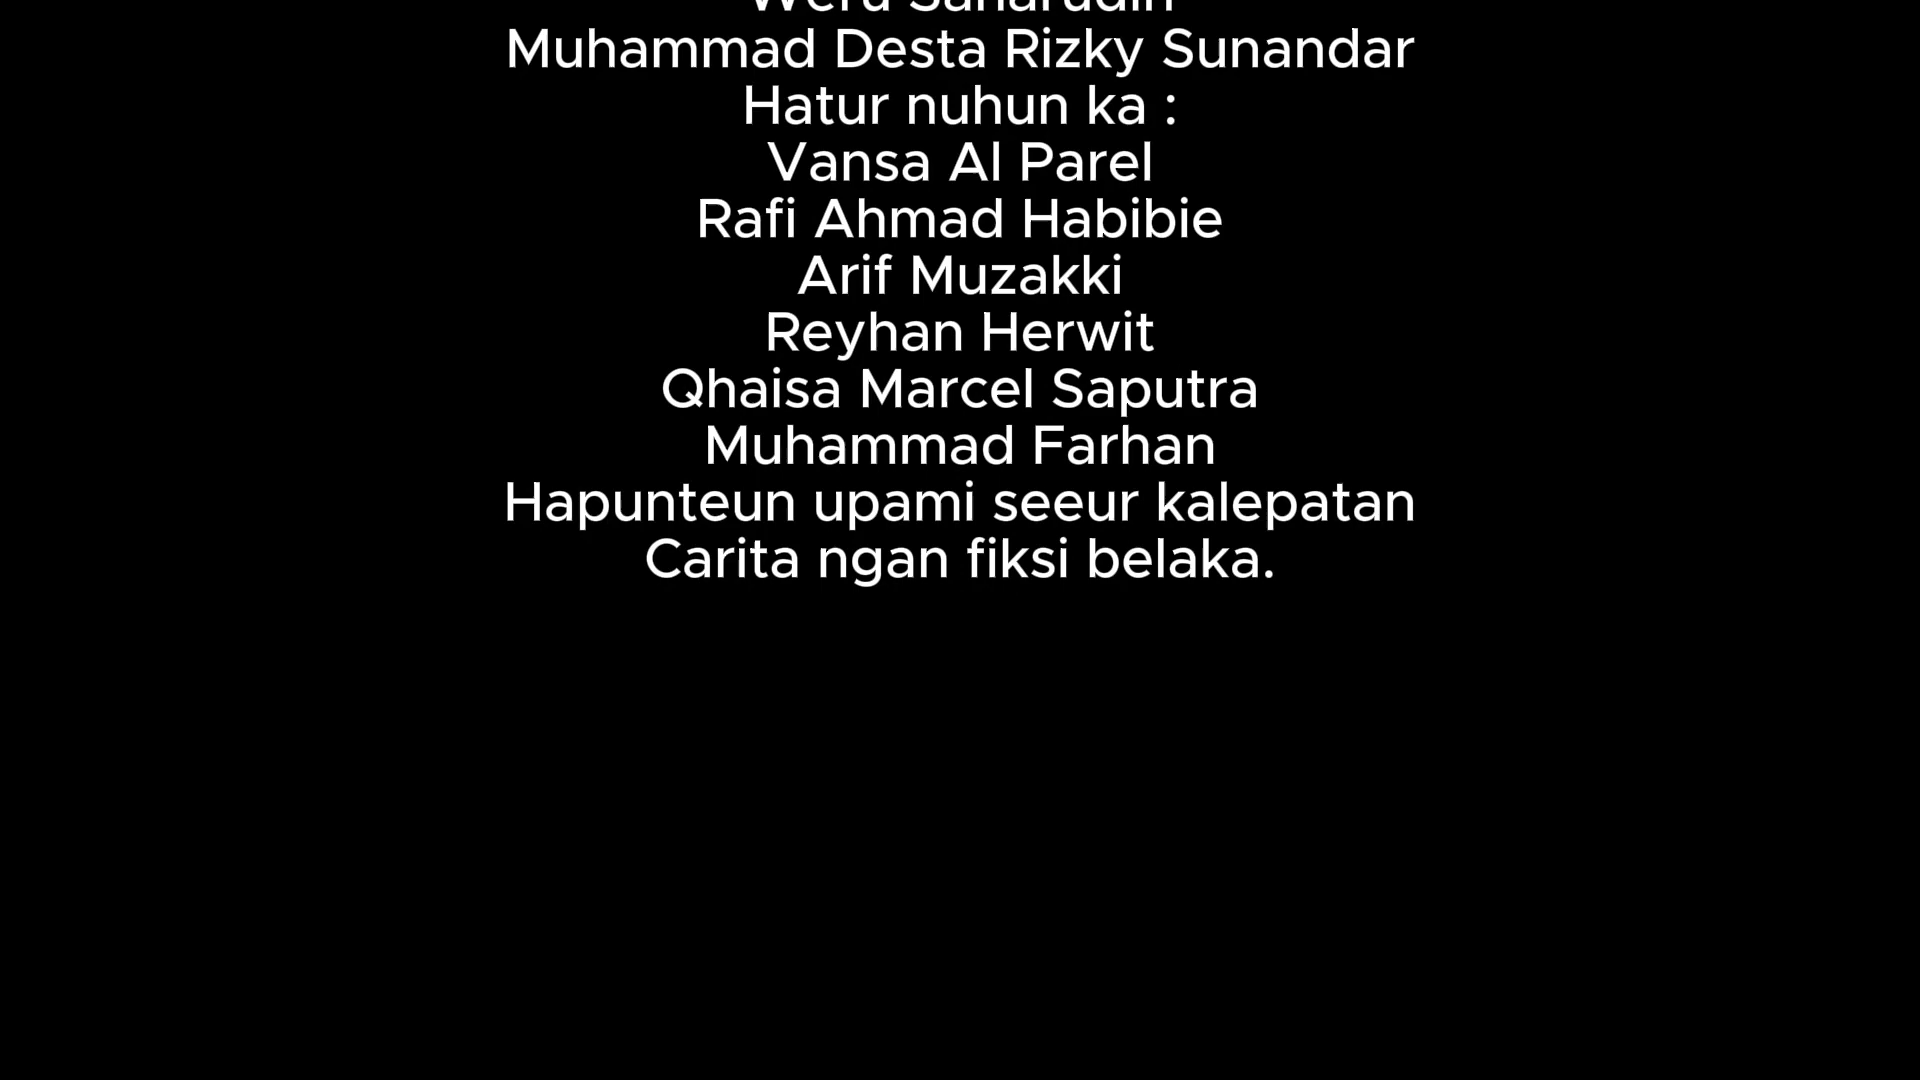 Muhammad Desta Rizky Sunandar
Hatur nuhun ka :
Vansa Al Parel
Rafi Ahmad Habibie
Arif Muzakki
Reyhan Herwit
Qhaisa Marcel Saputra
Muhammad Farhan
Hapunteun upami seeur kalepatan
Carita ngan fiksi belaka.